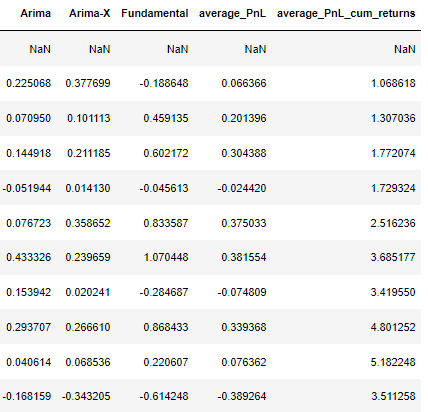 Arima Arima-X Fundamental average_PnL average_PnL_cum_returns
NaN NaN NaN NaN NaN
0.225068 0.377699 -0.188648 0.066366 1.068618
0.070950 0.101113 0.459135 0.201396 1.307036
0.144918 0.211185 0.602172 0.304388 1.772074
-0.051944 0.014130 -0.045613 -0.024420 1.729324
0.076723 0.358652 0.833587 0.375033 2.516236
0.433326 0.239659 1.070448 0.381554 3.685177
0.153942 0.020241 -0.284687 -0.074809 3.419550
0.293707 0.266610 0.868433 0.339368 4.801252
0.040614 0.068536 0.220607 0.076362 5.182248
-0.168159 -0.343205 -0.614248 -0.389264 3.511258